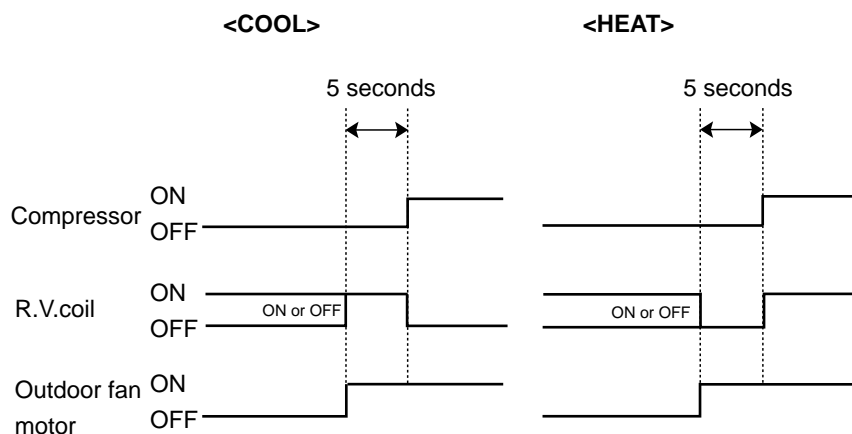 <COOL> <HEAT>
5 seconds 5 seconds
Compressor ON
OFF
R.V.coil ON
OFF
ON or OFF ON or OFF
Outdoor fan motor ON
OFF